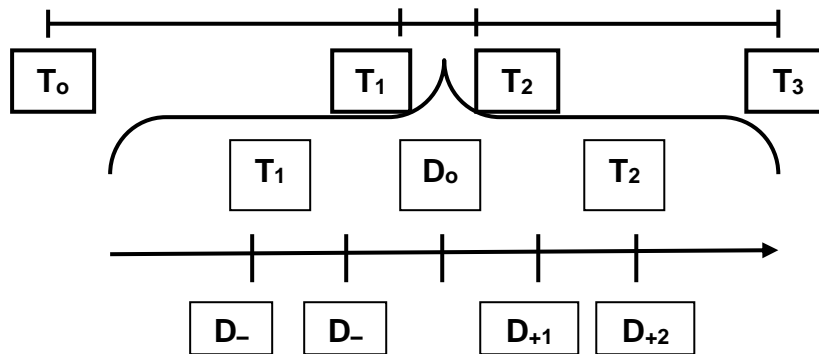 To T1 T2 T3
T1 Do T2
D– D– D+1 D+2